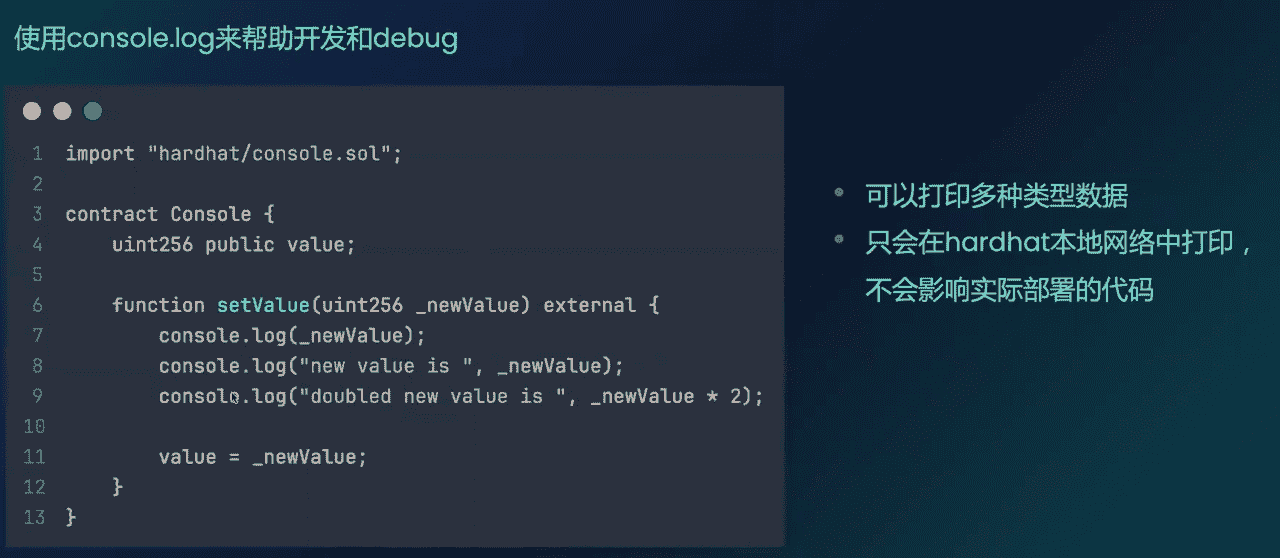 使用console.log来帮助开发和debug
1 import "hardhat/console.sol";
2
3 contract Console {
4     uint256 public value;
5
6     function setValue(uint256 _newValue) external {
7         console.log(_newValue);
8         console.log("new value is ", _newValue);
9         console.log("doubled new value is ", _newValue * 2);
10
11         value = _newValue;
12     }
13 }
• 可以打印多种类型数据
• 只会在hardhat本地网络中打印，
不会影响实际部署的代码